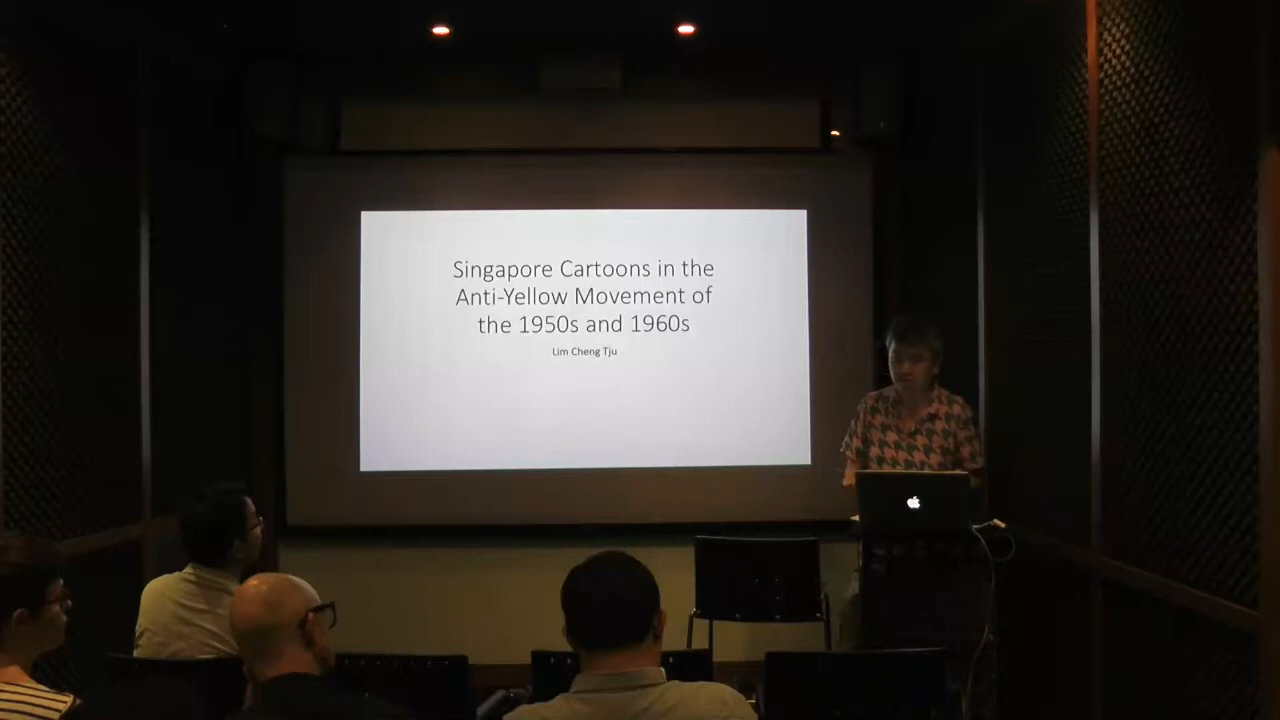 Singapore Cartoons in the
Anti-Yellow Movement of
the 1950s and 1960s
Lim Cheng Tju